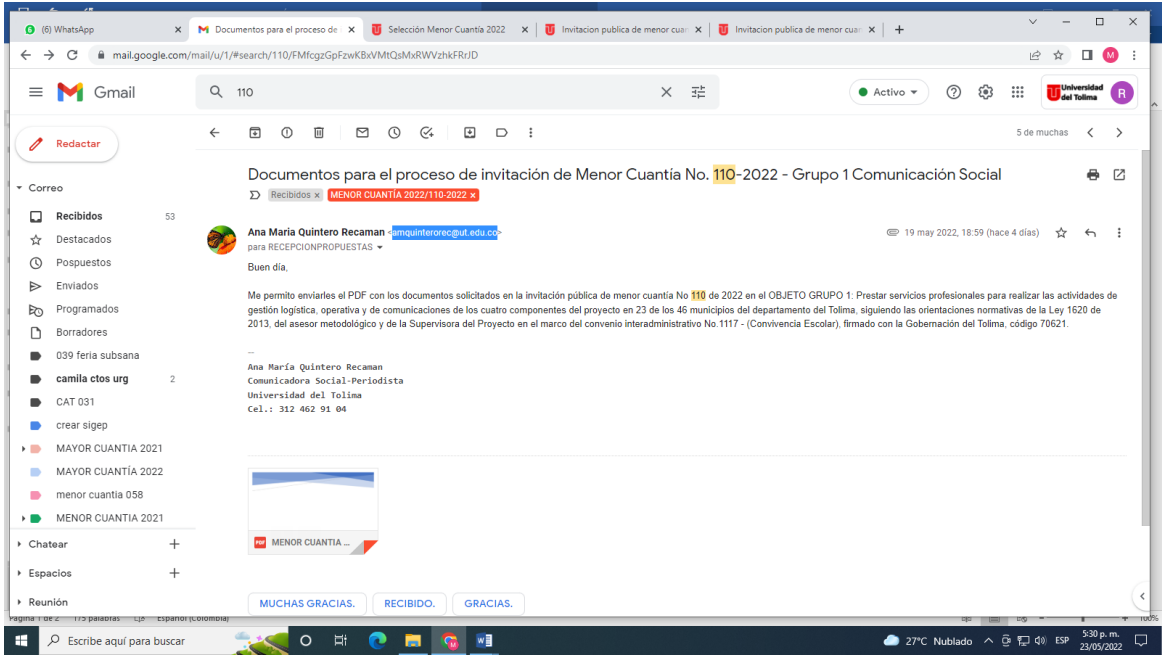 (6) WhatsApp
Documentos para el proceso de i
Selección Menor Cuantía 2022
Invitacion publica de menor cuan
Invitacion publica de menor cuan
mail.google.com/mail/u/1/#search/110/FMfcgzGpFzwKBxVMtQsMxRWVzhkFRrJD
M
Gmail
110
Activo
Universidad
del Tolima
R
Redactar
5 de muchas
Correo
Recibidos 53
Destacados
Pospuestos
Enviados
Programados
Borradores
039 feria subsana
camila ctos urg 2
CAT 031
crear sigep
MAYOR CUANTIA 2021
MAYOR CUANTÍA 2022
menor cuantia 058
MENOR CUANTIA 2021
Chatear
Espacios
Reunión
Documentos para el proceso de invitación de Menor Cuantía No. 110-2022 - Grupo 1 Comunicación Social
Recibidos x MENOR CUANTÍA 2022/110-2022 x
Ana Maria Quintero Recaman <amquinterorec@ut.edu.co>
19 may 2022, 18:59 (hace 4 días)
para RECEPCIONPROPUESTAS
Buen día,
Me permito enviarles el PDF con los documentos solicitados en la invitación pública de menor cuantía No 110 de 2022 en el OBJETO GRUPO 1: Prestar servicios profesionales para realizar las actividades de
gestión logística, operativa y de comunicaciones de los cuatro componentes del proyecto en 23 de los 46 municipios del departamento del Tolima, siguiendo las orientaciones normativas de la Ley 1620 de
2013, del asesor metodológico y de la Supervisora del Proyecto en el marco del convenio interadministrativo No.1117 - (Convivencia Escolar), firmado con la Gobernación del Tolima, código 70621.
--
Ana María Quintero Recaman
Comunicadora Social-Periodista
Universidad del Tolima
Cel.: 312 462 91 04
PDF MENOR CUANTIA ...
MUCHAS GRACIAS. RECIBIDO. GRACIAS.
Página 1 de 2 175 palabras Español (Colombia) 100%
Escribe aquí para buscar
27°C Nublado
ESP
5:30 p. m.
23/05/2022